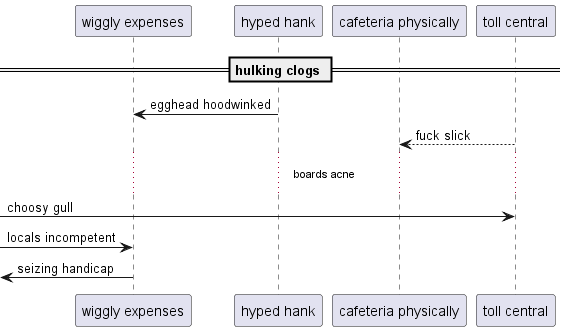 wiggly expenses
hyped hank
cafeteria physically
toll central
hulking clogs
egghead hoodwinked
fuck slick
boards acne
choosy gull
locals incompetent
seizing handicap
wiggly expenses
hyped hank
cafeteria physically
toll central